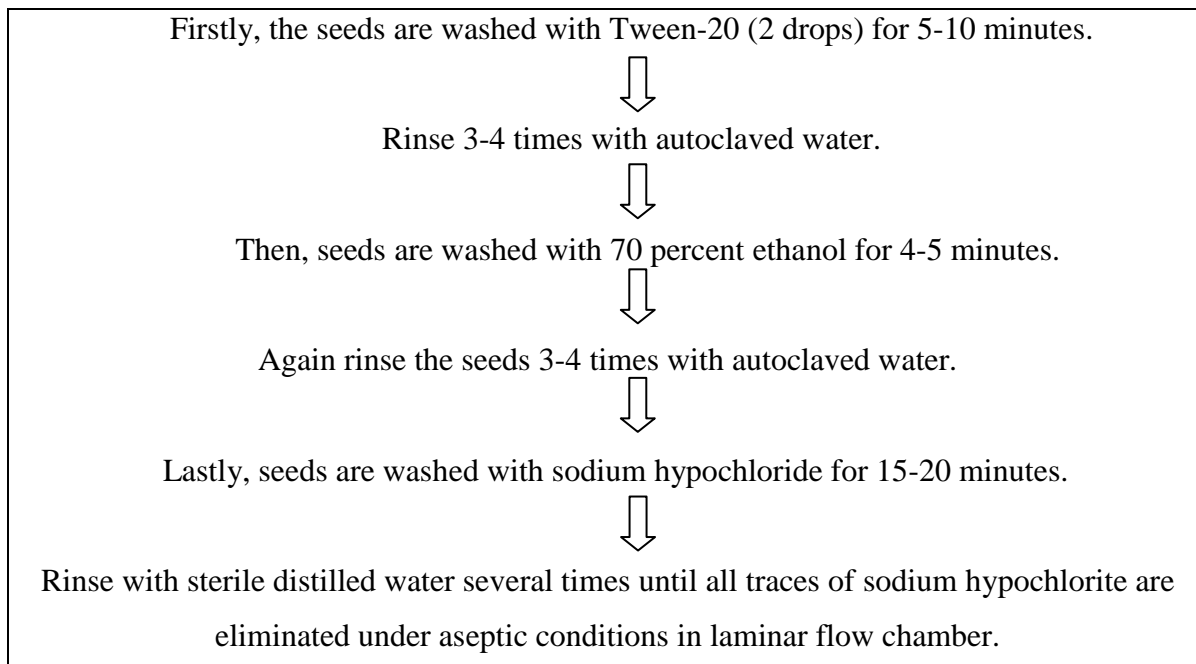 Firstly, the seeds are washed with Tween-20 (2 drops) for 5-10 minutes.
Rinse 3-4 times with autoclaved water.
Then, seeds are washed with 70 percent ethanol for 4-5 minutes.
Again rinse the seeds 3-4 times with autoclaved water.
Lastly, seeds are washed with sodium hypochloride for 15-20 minutes.
Rinse with sterile distilled water several times until all traces of sodium hypochlorite are
eliminated under aseptic conditions in laminar flow chamber.